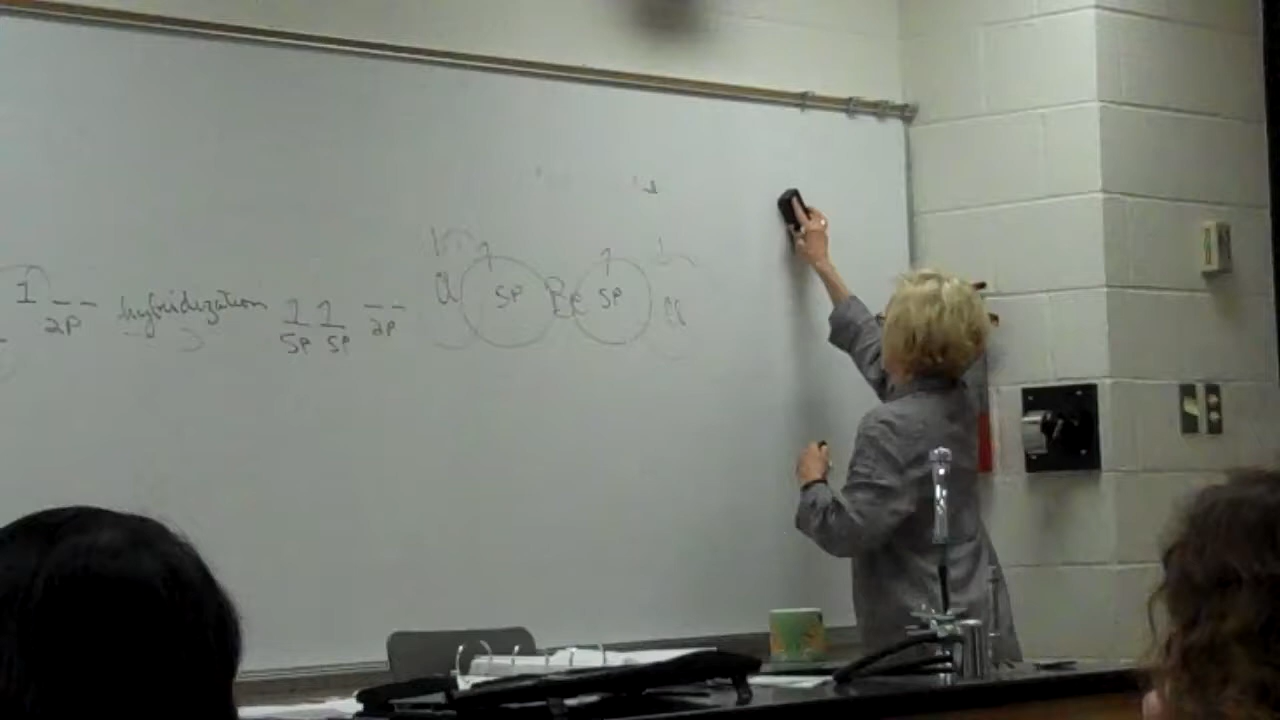 1 _ _ hybridization 1 1 _ _ Cl SP Be SP Cl
2P SP SP 2P